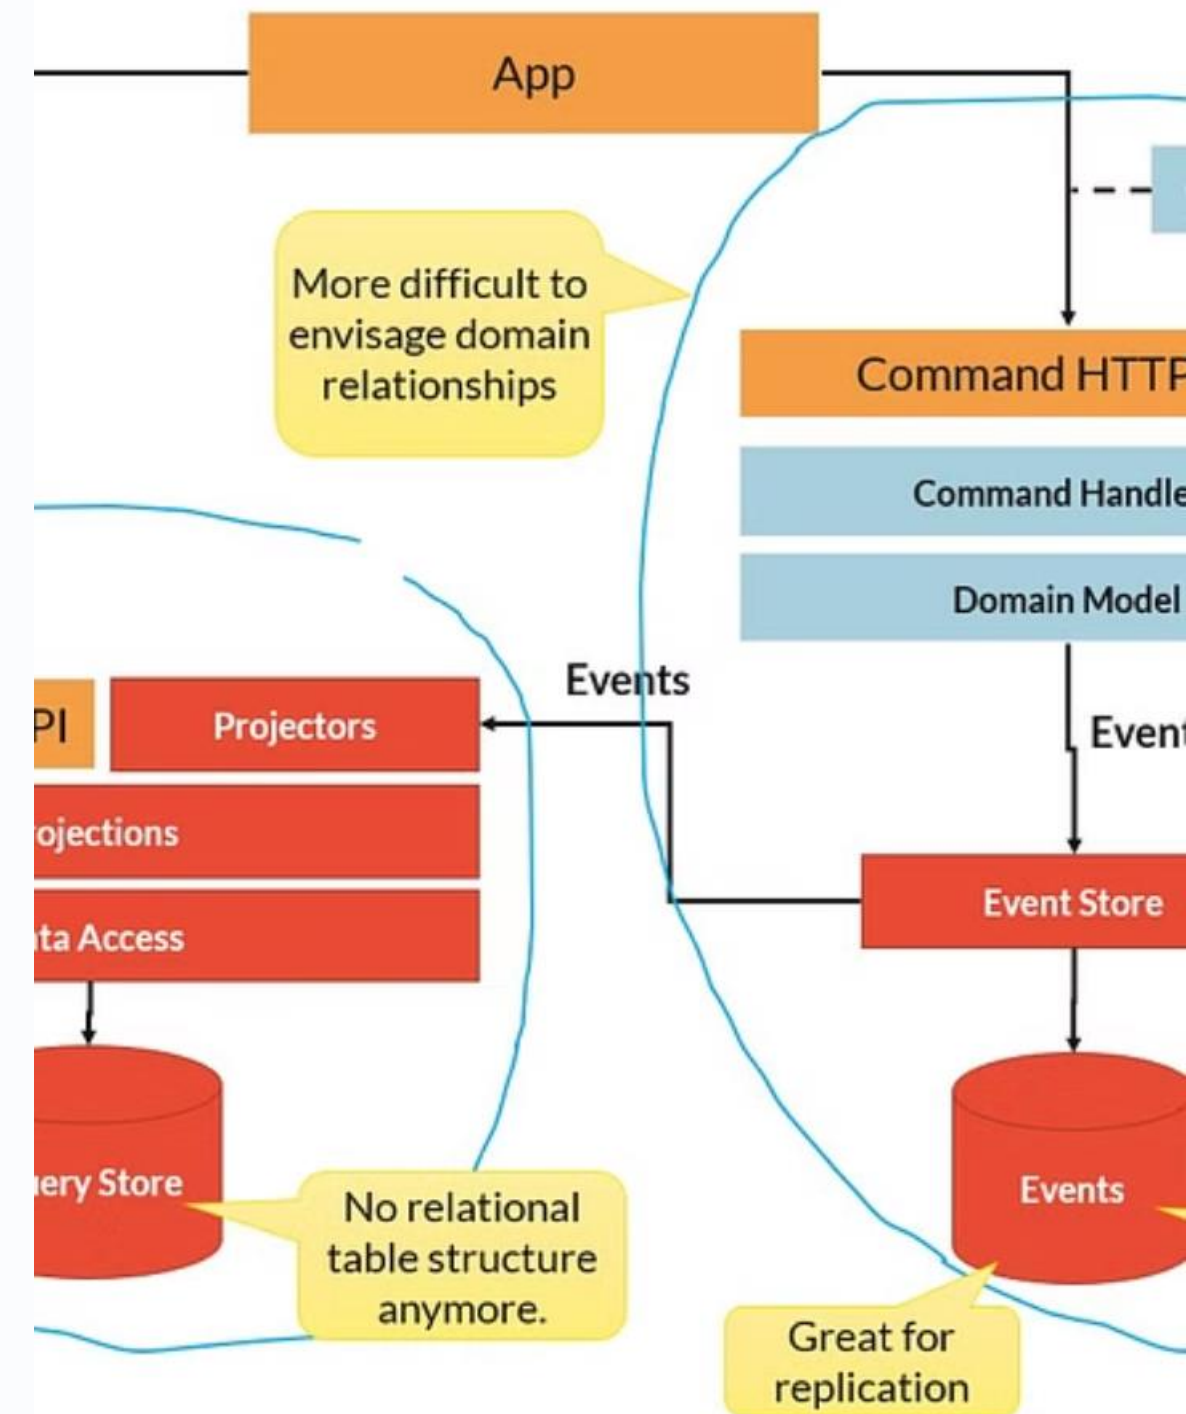 App
More difficult to
envisage domain
relationships
Command HTTP
Command Handle
Domain Model
Events
Event
PI
Projectors
ojections
ta Access
Event Store
ery Store
Events
No relational
table structure
anymore.
Great for
replication